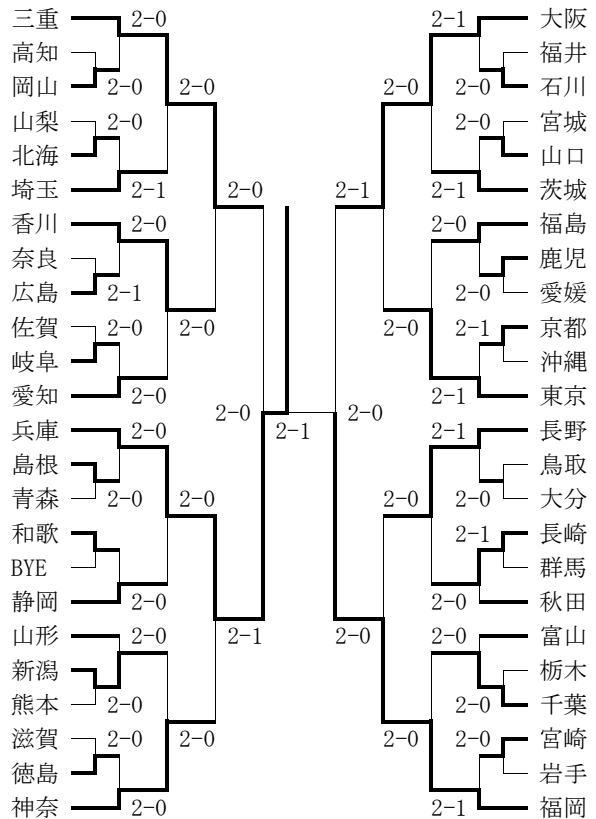 三重 2-0 2-1 大阪
高知 福井
岡山 2-0 2-0 2-0 2-0 石川
山梨 2-0 2-0 宮城
北海 山口
埼玉 2-1 2-0 2-1 2-1 茨城
香川 2-0 2-0 福島
奈良 鹿児
広島 2-1 2-0 愛媛
佐賀 2-0 2-0 2-0 2-1 京都
岐阜 沖縄
愛知 2-0 2-1 東京
2-0 2-0
兵庫 2-0 2-1 2-1 長野
島根 鳥取
青森 2-0 2-0 2-0 2-0 大分
和歌 2-1 長崎
BYE 群馬
静岡 2-0 2-0 秋田
山形 2-0 2-1 2-0 2-0 富山
新潟 栃木
熊本 2-0 2-0 千葉
滋賀 2-0 2-0 2-0 2-0 宮崎
徳島 岩手
神奈 2-0 2-1 福岡